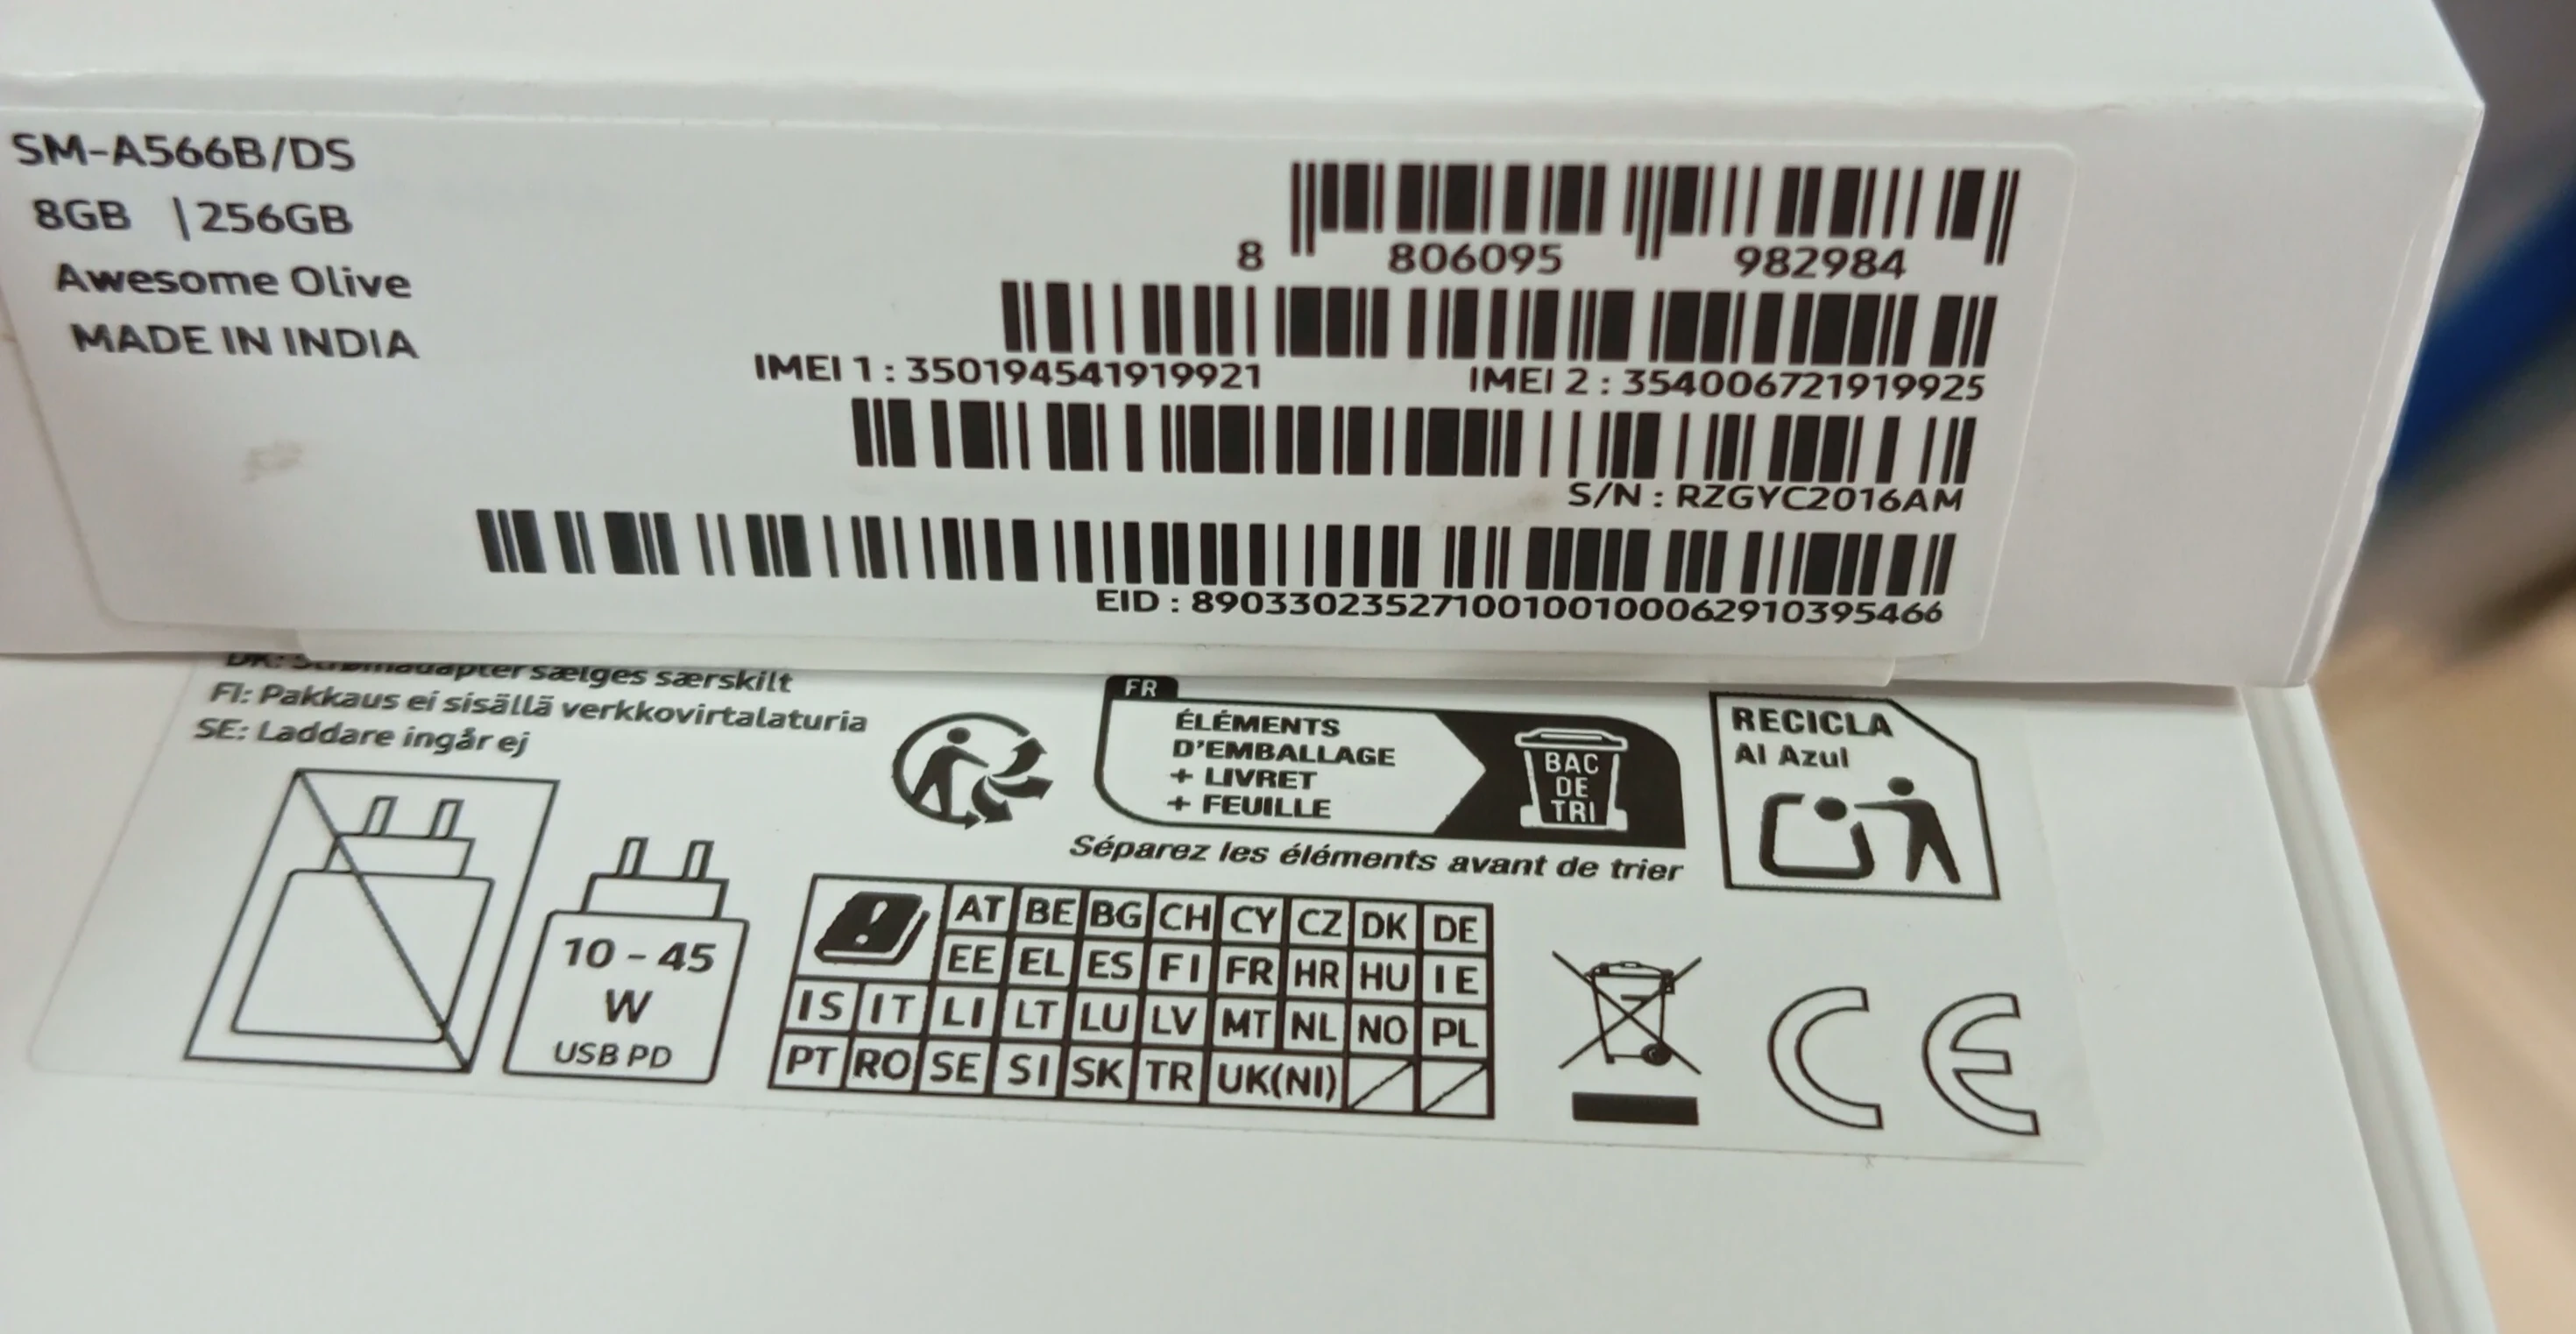 SM-A566B/DS
8GB | 256GB
Awesome Olive
MADE IN INDIA
8 806095 982984
IMEI 1 : 350194541919921
IMEI 2 : 354006721919925
S/N : RZGYC2016AM
EID : 89033023527100100100062910395466
DK: Strømadapter sælges særskilt
FI: Pakkaus ei sisällä verkkovirtalaturia
SE: Laddare ingår ej
10 - 45
W
USB PD
FR
ÉLÉMENTS
D'EMBALLAGE
+ LIVRET
+ FEUILLE
BAC
DE
TRI
Séparez les éléments avant de trier
RECICLA
Al Azul
AT BE BG CH CY CZ DK DE
EE EL ES FI FR HR HU IE
IS IT LI LT LU LV MT NL NO PL
PT RO SE SI SK TR UK(NI)
CE